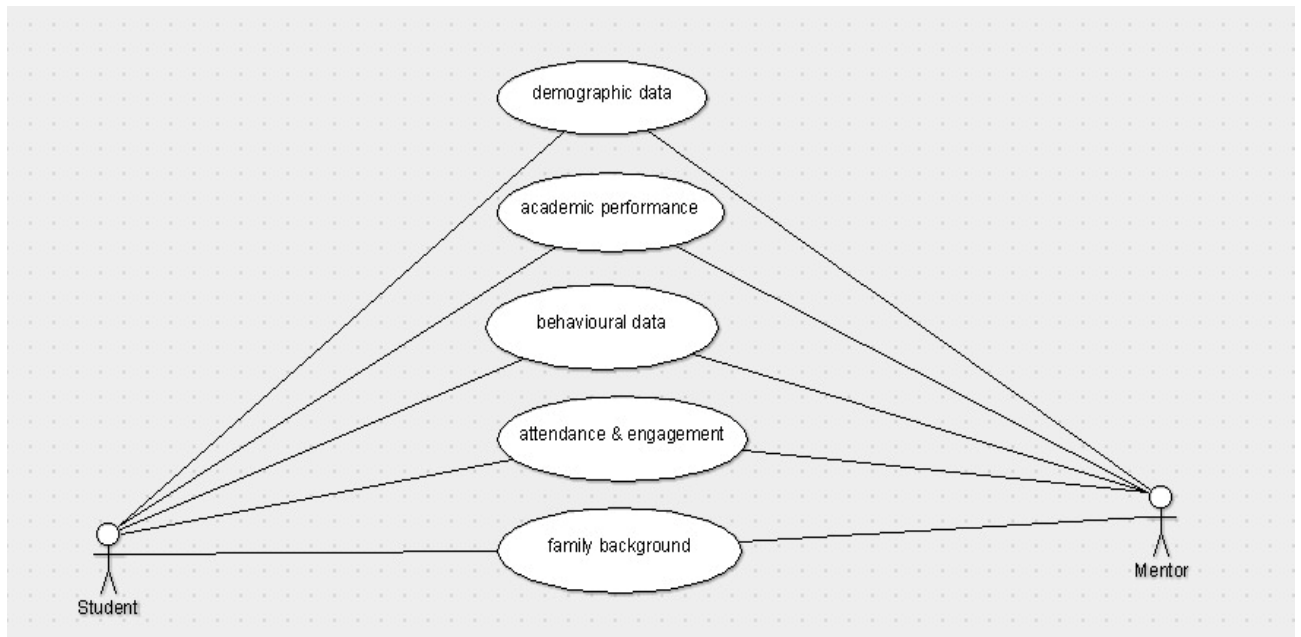 demographic data
academic performance
behavioural data
attendance & engagement
family background
Student
Mentor